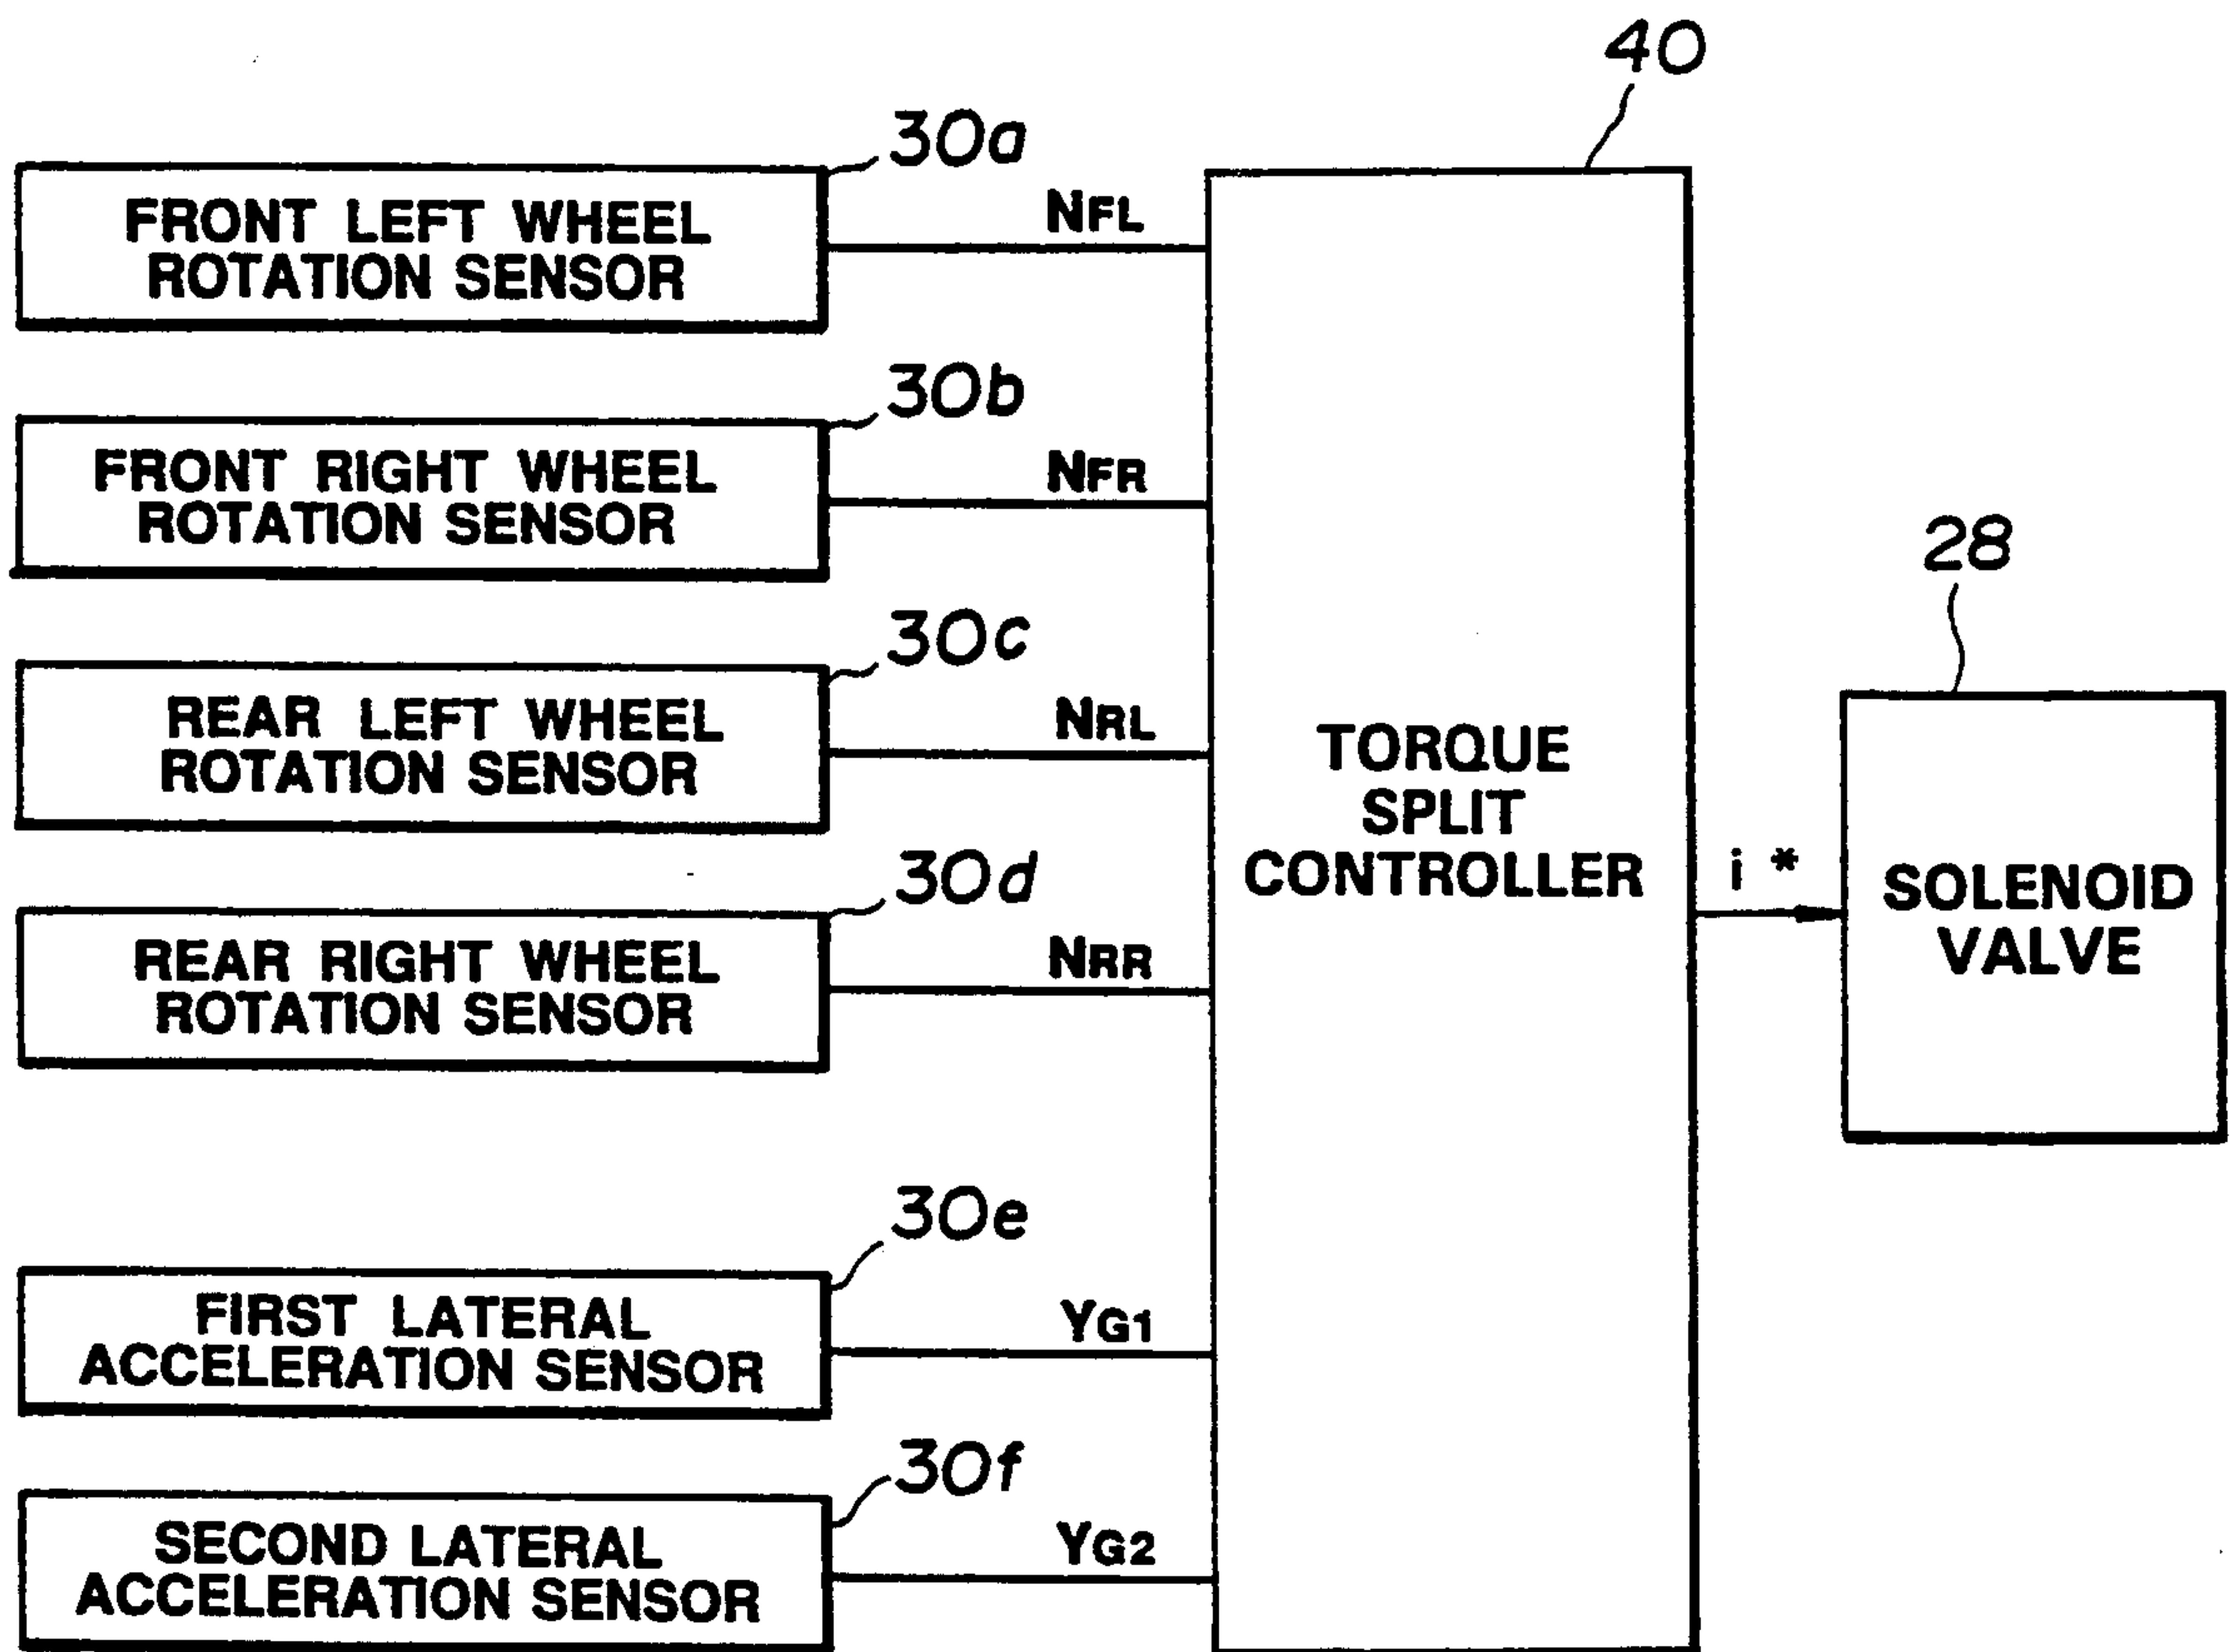 40
30a
FRONT LEFT WHEEL
ROTATION SENSOR
NFL
30b
FRONT RIGHT WHEEL
ROTATION SENSOR
NFR
30c
REAR LEFT WHEEL
ROTATION SENSOR
NRL
30d
REAR RIGHT WHEEL
ROTATION SENSOR
NRR
30e
FIRST LATERAL
ACCELERATION SENSOR
YG1
30f
SECOND LATERAL
ACCELERATION SENSOR
YG2
TORQUE
SPLIT
CONTROLLER
i *
28
SOLENOID
VALVE